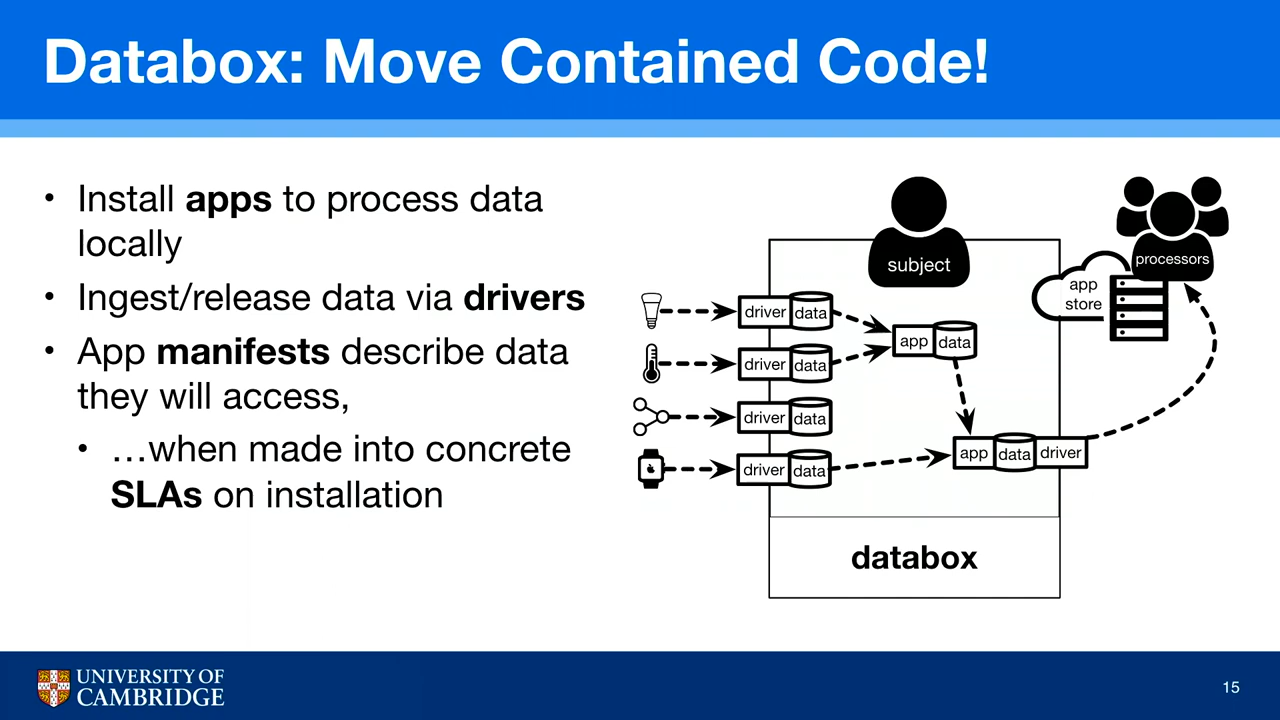 Databox: Move Contained Code!
• Install apps to process data
locally
• Ingest/release data via drivers
• App manifests describe data
they will access,
• …when made into concrete
SLAs on installation
subject
processors
app
store
driver data
app data
driver data
driver data
driver data
app data driver
databox
UNIVERSITY OF
CAMBRIDGE
15